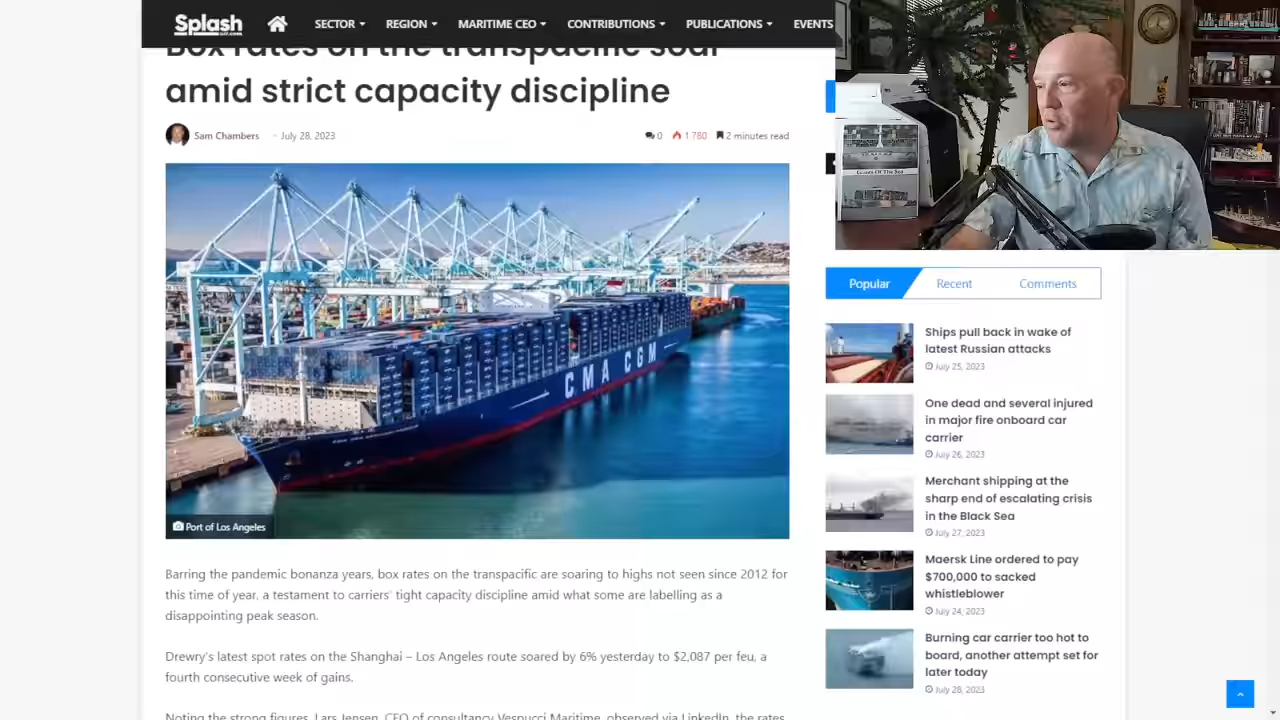 Splash
SECTOR
REGION
MARITIME CEO
CONTRIBUTIONS
PUBLICATIONS
EVENTS
Box rates on the transpacific soar
amid strict capacity discipline
Sam Chambers - July 28, 2023
0 1 780 2 minutes read
CMA CGM
Port of Los Angeles
Barring the pandemic bonanza years, box rates on the transpacific are soaring to highs not seen since 2012 for
this time of year, a testament to carriers' tight capacity discipline amid what some are labelling as a
disappointing peak season.
Drewry's latest spot rates on the Shanghai – Los Angeles route soared by 6% yesterday to $2,087 per feu, a
fourth consecutive week of gains.
Noting the strong figures, Lars Jensen, CEO of consultancy Vespucci Maritime, observed via LinkedIn, the rates
Giants Of The Sea
Popular
Recent
Comments
Ships pull back in wake of
latest Russian attacks
July 25, 2023
One dead and several injured
in major fire onboard car
carrier
July 26, 2023
Merchant shipping at the
sharp end of escalating crisis
in the Black Sea
July 27, 2023
Maersk Line ordered to pay
$700,000 to sacked
whistleblower
July 24, 2023
Burning car carrier too hot to
board, another attempt set for
later today
July 28, 2023